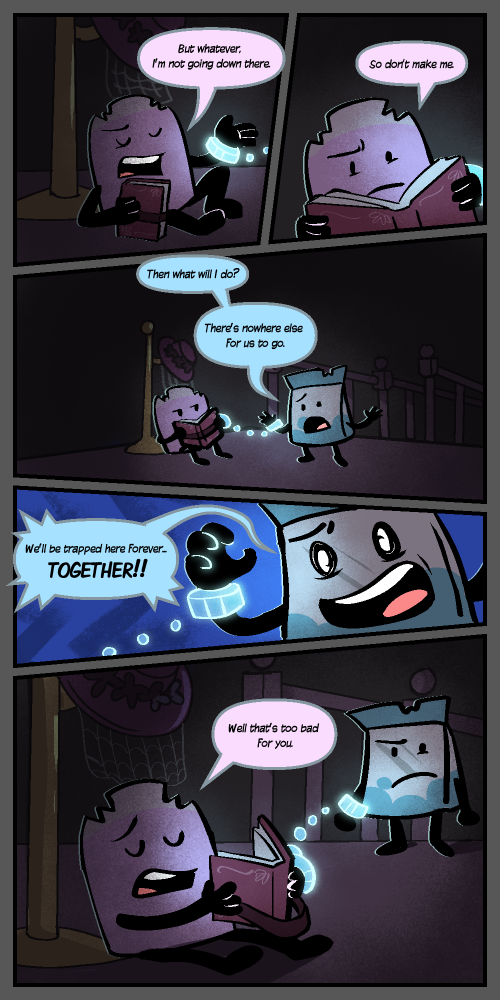 But whatever,
I'm not going down there.
So don't make me.
Then what will I do?
There's nowhere else
For us to go.
We'll be trapped here Forever...
TOGETHER!!
Well that's too bad
For you.